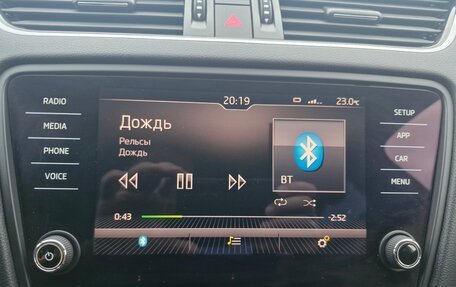 20:19 23.0°C
RADIO
MEDIA
PHONE
VOICE
Дождь
Рельсы
Дождь
BT
0:43 -2:52
SETUP
APP
CAR
MENU